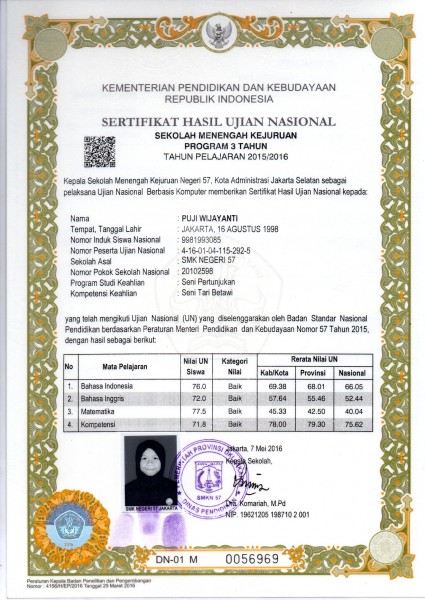 KEMENTERIAN PENDIDIKAN DAN KEBUDAYAAN
REPUBLIK INDONESIA
SERTIFIKAT HASIL UJIAN NASIONAL
SEKOLAH MENENGAH KEJURUAN
PROGRAM 3 TAHUN
TAHUN PELAJARAN 2015/2016
Kepala Sekolah Menengah Kejuruan Negeri 57, Kota Administrasi Jakarta Selatan sebagai
pelaksana Ujian Nasional Berbasis Komputer memberikan Sertifikat Hasil Ujian Nasional kepada:
Nama : PUJI WIJAYANTI
Tempat, Tanggal Lahir : JAKARTA, 16 AGUSTUS 1998
Nomor Induk Siswa Nasional : 9981993085
Nomor Peserta Ujian Nasional : 4-16-01-04-115-292-5
Sekolah Asal : SMK NEGERI 57
Nomor Pokok Sekolah Nasional : 20102598
Program Studi Keahlian : Seni Pertunjukan
Kompetensi Keahlian : Seni Tari Betawi
yang telah mengikuti Ujian Nasional (UN) yang diselenggarakan oleh Badan Standar Nasional
Pendidikan berdasarkan Peraturan Menteri Pendidikan dan Kebudayaan Nomor 57 Tahun 2015,
dengan hasil sebagai berikut:
No Mata Pelajaran Nilai UN Siswa Kategori Nilai Rerata Nilai UN
Kab/Kota Provinsi Nasional
1 Bahasa Indonesia 76.0 Baik 69.38 68.01 66.05
2 Bahasa Inggris 72.0 Baik 57.64 55.46 52.44
3 Matematika 77.5 Baik 45.33 42.50 40.04
4 Kompetensi 71.8 Baik 78.00 79.30 75.62
Jakarta, 7 Mei 2016
Kepala Sekolah,
PEMERINTAH PROVINSI
SMKN 57
DINAS PENDIDIKAN
SMK NEGERI 57 JAKARTA
Dra. Komariah, M.Pd
NIP. 19621205 198710 2 001
DN-01 M 0056969
Peraturan Kepala Badan Penelitian dan Pengembangan
Nomor : 4156/H/EP/2016 Tanggal 29 Maret 2016